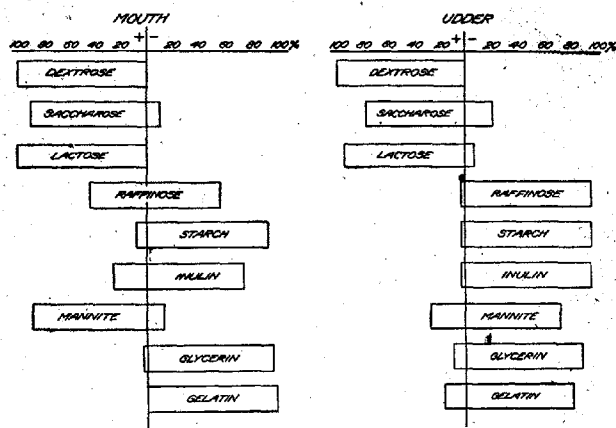 MOUTH
+ -
100 80 60 40 20 20 40 60 80 100%
DEXTROSE
SACCHAROSE
LACTOSE
RAFFINOSE
STARCH
INULIN
MANNITE
GLYCERIN
GELATIN
UDDER
+ -
100 80 60 40 20 20 40 60 80 100%
DEXTROSE
SACCHAROSE
LACTOSE
RAFFINOSE
STARCH
INULIN
MANNITE
GLYCERIN
GELATIN